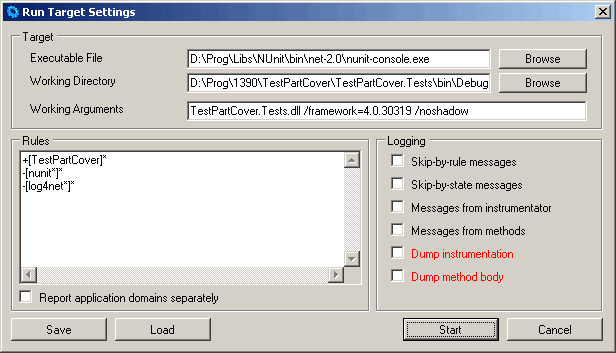 Run Target Settings
Target
Executable File
D:\Prog\Libs\NUnit\bin\net-2.0\nunit-console.exe
Browse
Working Directory
D:\Prog\1390\TestPartCover\TestPartCover.Tests\bin\Debug
Browse
Working Arguments
TestPartCover.Tests.dll /framework=4.0.30319 /noshadow
Rules
+[TestPartCover]*
-[nunit*]*
-[log4net*]*
Report application domains separately
Logging
Skip-by-rule messages
Skip-by-state messages
Messages from instrumentator
Messages from methods
Dump instrumentation
Dump method body
Save
Load
Start
Cancel